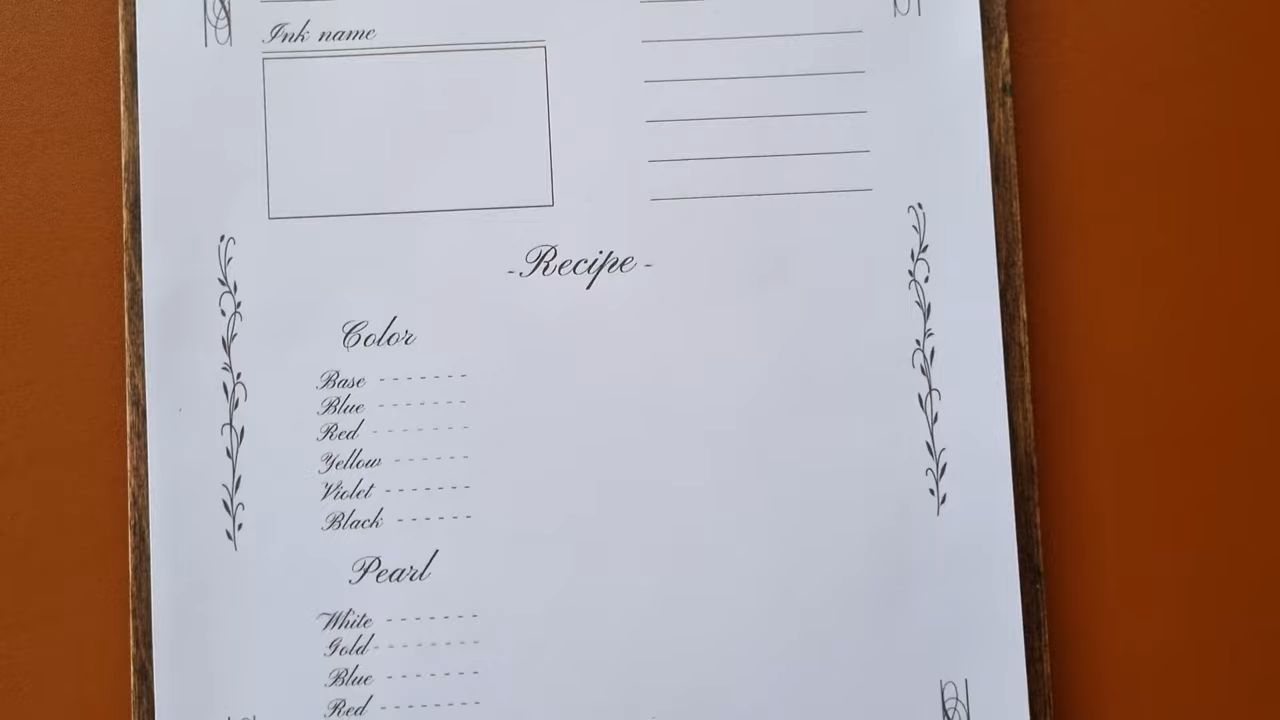 Ink name
-Recipe-
Color
Base -------
Blue -------
Red -------
Yellow ------
Violet -------
Black ------
Pearl
White -------
Gold -------
Blue -------
Red -------